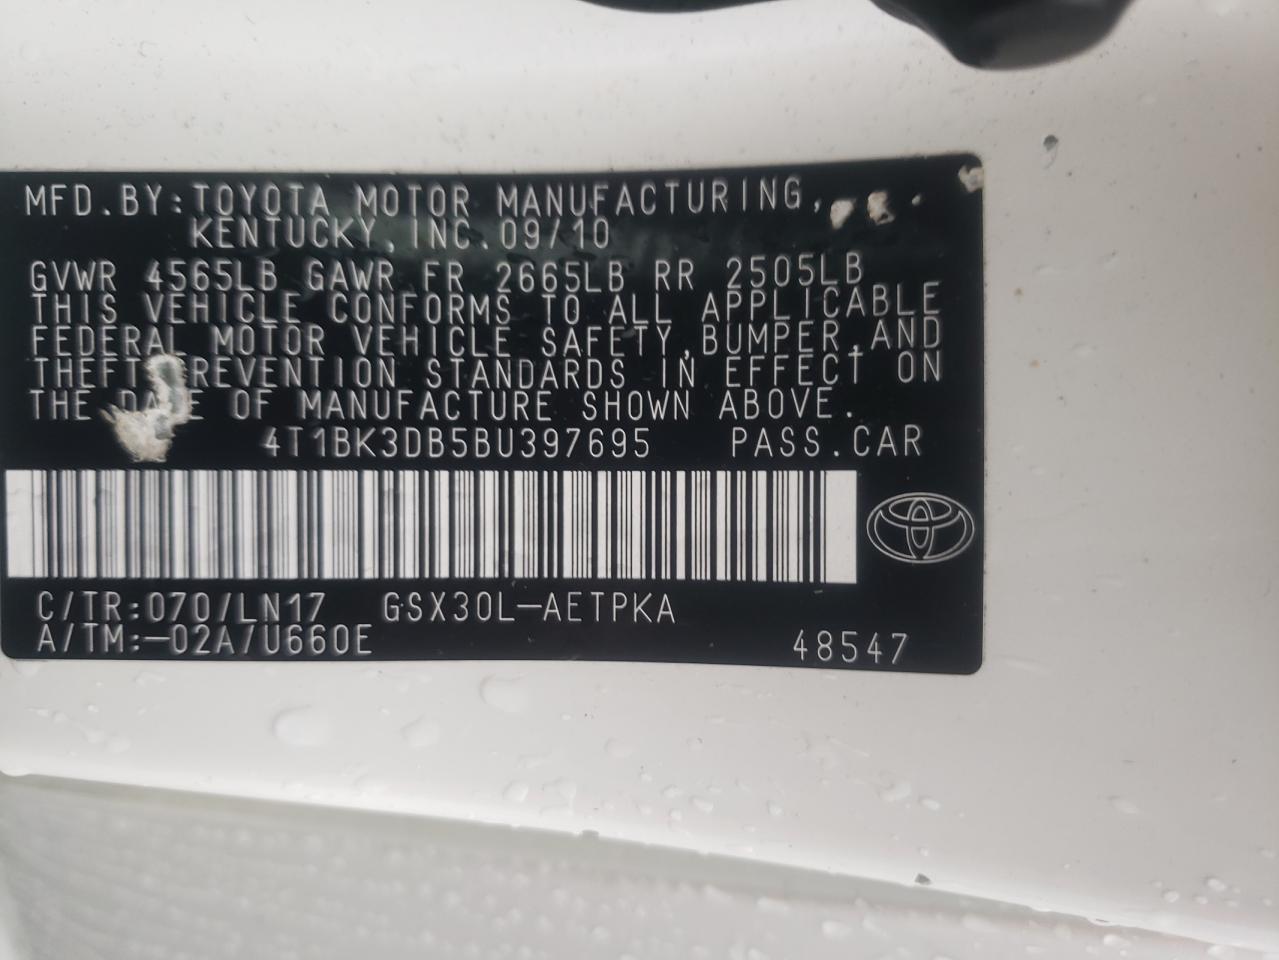 MFD.BY:TOYOTA MOTOR MANUFACTURING,
KENTUCKY,INC.09/10
GVWR 4565LB GAWR FR 2665LB RR 2505LB
THIS VEHICLE CONFORMS TO ALL APPLICABLE
FEDERAL MOTOR VEHICLE SAFETY,BUMPER,AND
THEFT PREVENTION STANDARDS IN EFFECT ON
THE DATE OF MANUFACTURE SHOWN ABOVE.
4T1BK3DB5BU397695 PASS.CAR
C/TR:070/LN17 GSX30L-AETPKA
A/TM:-02A/U660E
48547